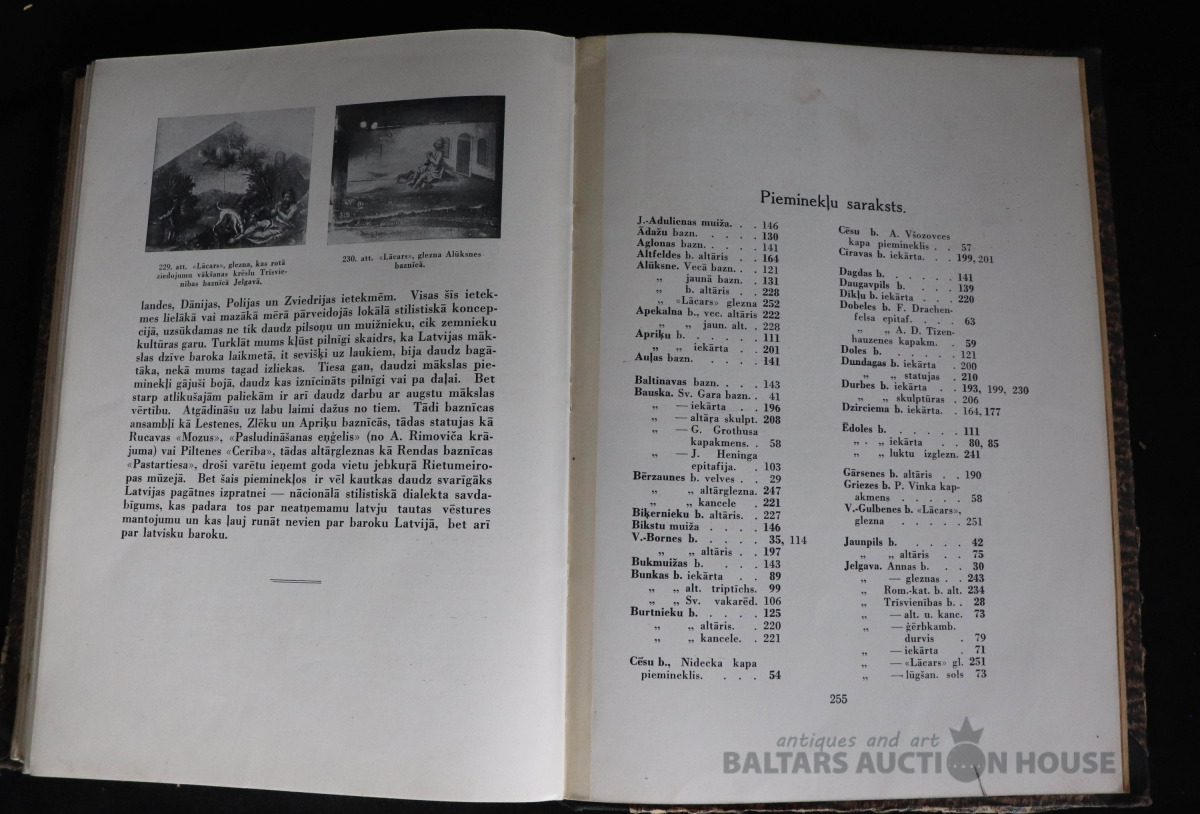 229. att. «Lācars», glezna, kas rotā
ziedojumu vākšanas krēslu Trīsvie-
nības baznīcā Jelgavā.
230. att. «Lācars», glezna Alūksnes
baznīcā.
landes, Dānijas, Polijas un Zviedrijas ietekmēm. Visas šīs ietek-
mes lielākā vai mazākā mērā pārveidojās lokālā stilistiskā koncep-
cijā, uzsūkdamas ne tik daudz pilsoņu un muižnieku, cik zemnieku
kultūras garu. Turklāt mums kļūst pilnīgi skaidrs, ka Latvijas māk-
slas dzīve baroka laikmetā, it sevišķi uz laukiem, bija daudz bagā-
tāka, nekā mums tagad izliekas. Tiesa gan, daudzi mākslas pie-
minekļi gājuši bojā, daudz kas iznīcināts pilnīgi vai pa daļai. Bet
starp atlikušajām paliekām ir arī daudz darbu ar augstu mākslas
vērtību. Atgādināšu uz labu laimi dažus no tiem. Tādi baznīcas
ansambļi kā Lestenes, Zlēku un Apriķu baznīcās, tādas statujas kā
Rucavas «Mozus», «Pasludināšanas eņģelis» (no A. Rimoviča krā-
juma) vai Piltenes «Cerība», tādas altārgleznas kā Rendas baznīcas
«Pastartiesa», droši varētu ieņemt goda vietu jebkurā Rietumeiro-
pas mūzejā. Bet šais piemineklos ir vēl kautkas daudz svarīgāks
Latvijas pagātnes izpratnei — nācionālā stilistiskā dialekta savda-
bīgums, kas padara tos par neatņemamu latvju tautas vēstures
mantojumu un kas ļauj runāt nevien par baroku Latvijā, bet arī
par latvisku baroku.
Pieminekļu saraksts.
J.-Adulienas muiža. . . 146
Ādažu bazn. . . . . . 130
Aglonas bazn. . . . . . 141
Altfeldes b. altāris . . 164
Alūksne. Vecā bazn. . . 121
„ jaunā bazn. . 131
„ b. altāris . . 228
„ «Lācars» glezna 252
Apekalna b., vec. altāris 222
„ „ jaun. alt. . 228
Apriķu b. . . . . . . 111
„ „ iekārta . . 201
Auļas bazn. . . . . . 141
Baltinavas bazn. . . . 143
Bauska. Sv. Gara bazn. . 41
„ — iekārta . . 196
„ — altāra skulpt. 208
„ — G. Grothusa
kapakmens. . 58
„ — J. Heninga
epitafija. . 103
Bērzaunes b. velves . . 29
„ „ altārglezna. 247
„ „ kancele . 221
Biķernieku b. altāris. . 227
Bikstu muiža . . . . 146
V.-Bornes b. . . . . 35, 114
„ „ altāris . . 197
Bukmuižas b. . . . . 143
Bunkas b. iekārta . . 89
„ „ alt. triptichs. 99
„ „ Sv. vakarēd. 106
Burtnieku b. . . . . 125
„ „ altāris. . 220
„ „ kancele. . 221
Cēsu b., Nidecka kapa
piemineklis. . . . 54
Cēsu b. A. Všozovces
kapa piemineklis . . 57
Cīravas b. iekārta. . . 199, 201
Dagdas b. . . . . . . 141
Daugavpils b. . . . . 139
Dikļu b. iekārta . . . 220
Dobeles b. F. Drachen-
felsa epitaf. . . . . 63
„ „ A. D. Tizen-
hauzenes kapakm. . 59
Doles b. . . . . . . 121
Dundagas b. iekārta . 200
„ „ statujas . 210
Durbes b. iekārta . . 193, 199, 230
„ „ skulptūras . 206
Dzirciema b. iekārta. . 164, 177
Ēdoles b. . . . . . . 111
„ „ iekārta . . 80, 85
„ „ luktu izglezn. 241
Gārsenes b. altāris . . 190
Griezes b. P. Vinka kap-
akmens . . . . . 58
V.-Gulbenes b. «Lācars»,
glezna . . . . . 251
Jaunpils b. . . . . 42
„ „ altāris . . 75
Jelgava. Annas b. . . 30
„ — gleznas . . 243
„ Rom.-kat. b. alt. 234
„ Trīsvienības b. . 28
„ — alt. u. kanc. 73
„ — ģērbkamb.
durvis . 79
„ — iekārta . 71
„ — «Lācars» gl. 251
„ — lūgšan. sols 73
255
antiques and art
BALTARS AUCTION HOUSE